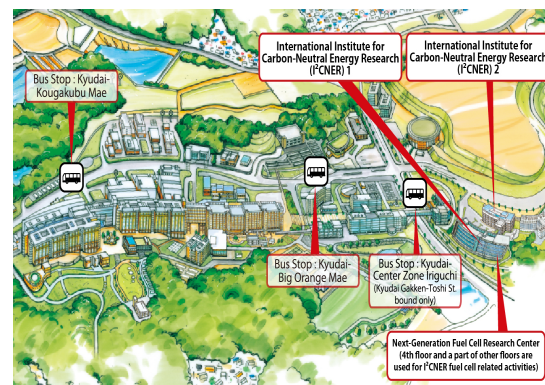 International Institute for
Carbon-Neutral Energy Research
(I²CNER) 1
International Institute for
Carbon-Neutral Energy Research
(I²CNER) 2
Bus Stop : Kyudai-
Kougakubu Mae
Bus Stop : Kyudai-
Big Orange Mae
Bus Stop : Kyudai-
Center Zone Iriguchi
(Kyudai Gakken-Toshi St.
bound only)
Next-Generation Fuel Cell Research Center
(4th floor and a part of other floors are
used for I²CNER fuel cell related activities)